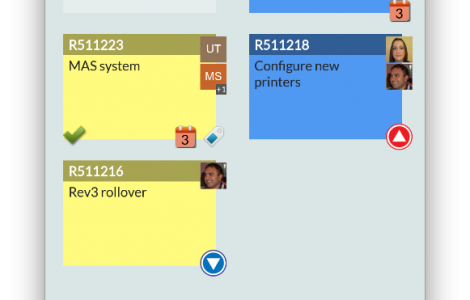 3
R511223
UT
MAS system
MS
+1
3
R511218
Configure new
printers
R511216
Rev3 rollover